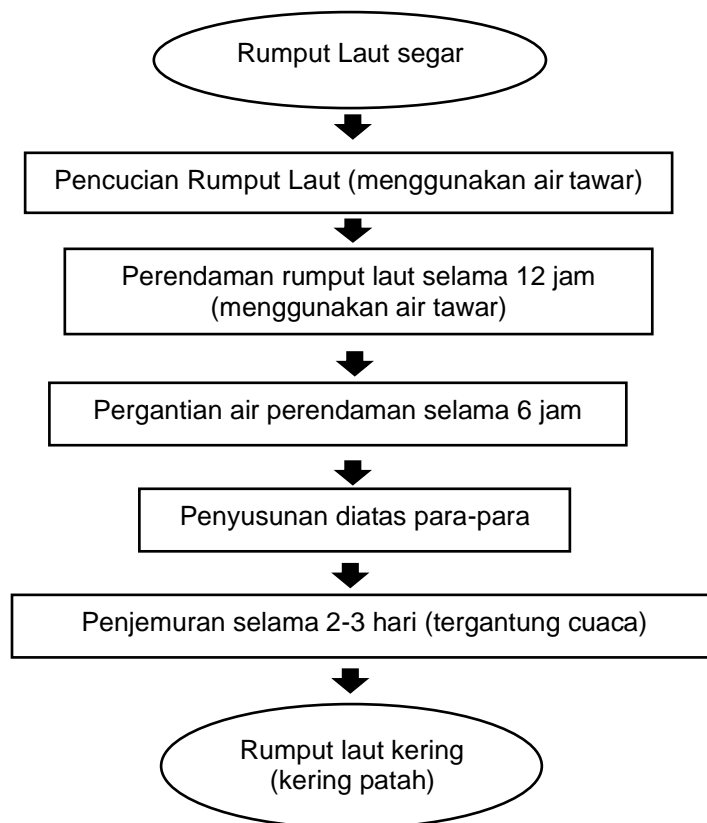 Rumput Laut segar
Pencucian Rumput Laut (menggunakan air tawar)
Perendaman rumput laut selama 12 jam
(menggunakan air tawar)
Pergantian air perendaman selama 6 jam
Penyusunan diatas para-para
Penjemuran selama 2-3 hari (tergantung cuaca)
Rumput laut kering
(kering patah)